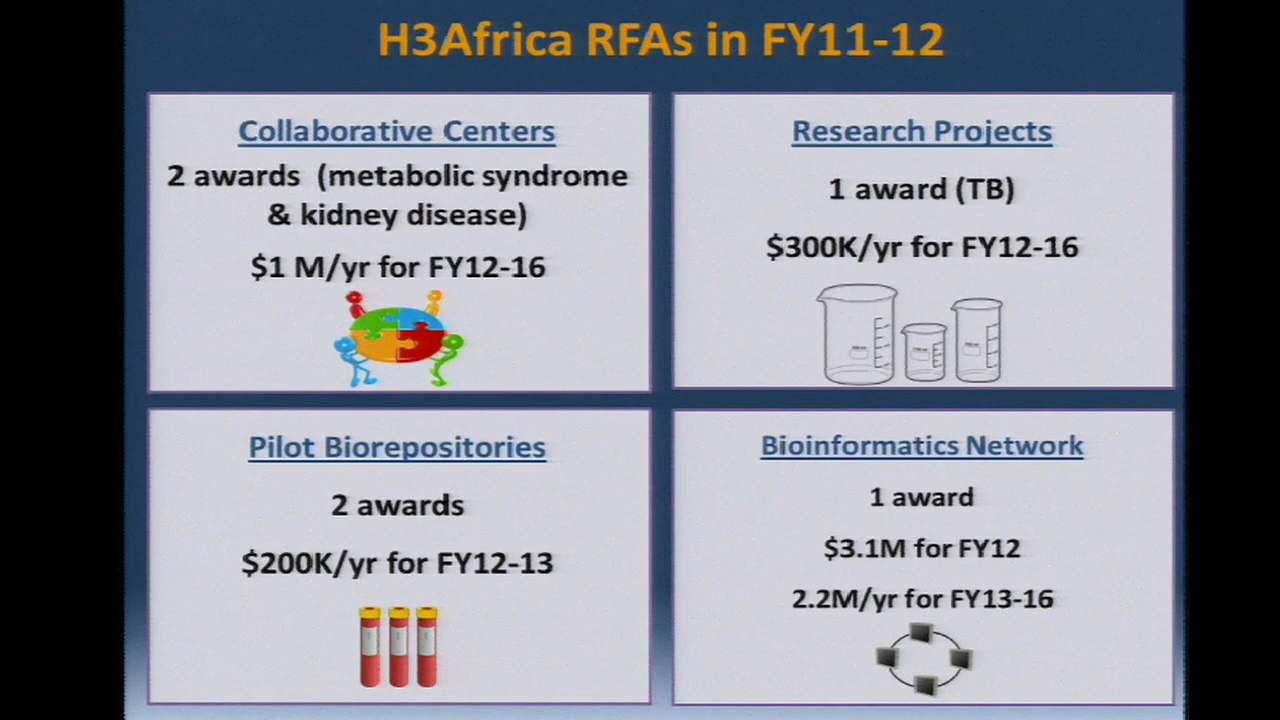 H3Africa RFAs in FY11-12
Collaborative Centers
2 awards (metabolic syndrome
& kidney disease)
$1 M/yr for FY12-16
Research Projects
1 award (TB)
$300K/yr for FY12-16
Pilot Biorepositories
2 awards
$200K/yr for FY12-13
Bioinformatics Network
1 award
$3.1M for FY12
2.2M/yr for FY13-16